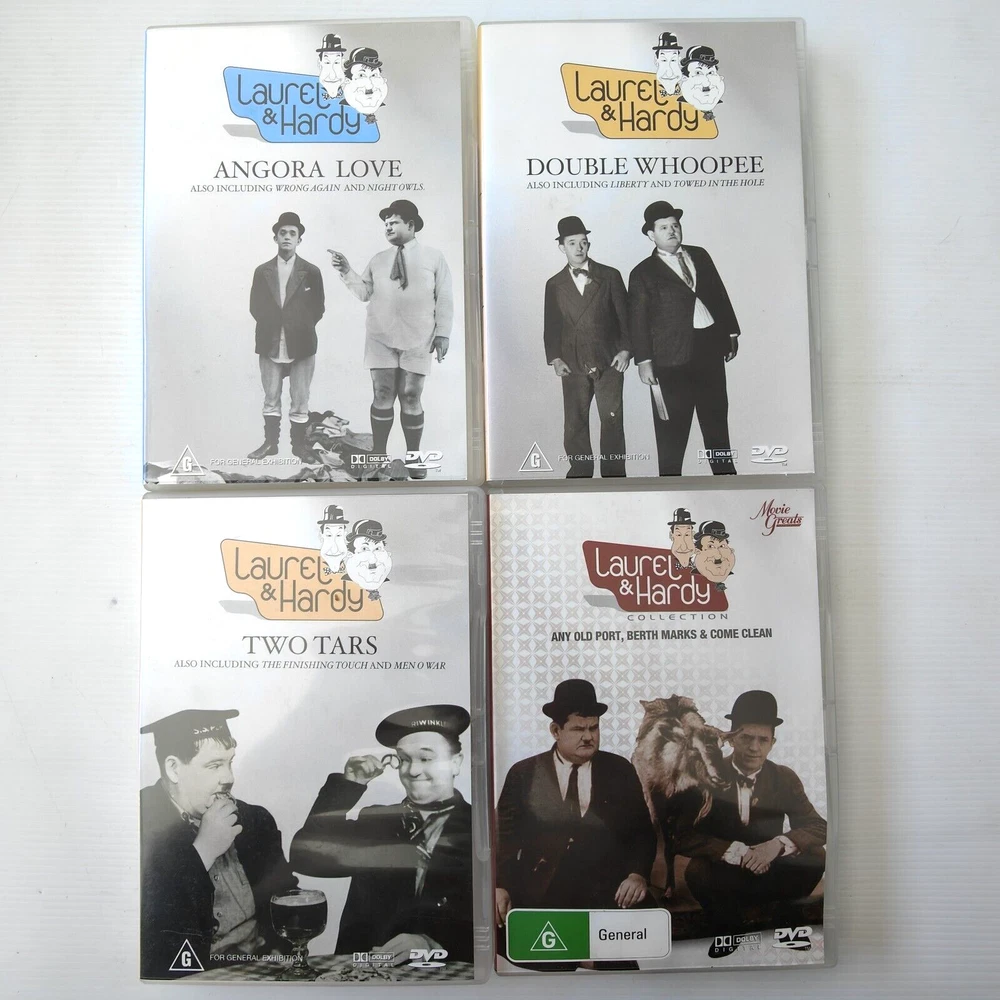 Laurel
& Hardy
ANGORA LOVE
ALSO INCLUDING WRONG AGAIN AND NIGHT OWLS.
G
FOR GENERAL EXHIBITION
DOLBY
DIGITAL
DVD
Laurel
& Hardy
DOUBLE WHOOPEE
ALSO INCLUDING LIBERTY AND TOWED IN THE HOLE
G
FOR GENERAL EXHIBITION
DOLBY
DIGITAL
DVD
Laurel
& Hardy
TWO TARS
ALSO INCLUDING THE FINISHING TOUCH AND MEN O WAR
G
FOR GENERAL EXHIBITION
DOLBY
DIGITAL
DVD
Movie
Greats
Laurel
& Hardy
COLLECTION
ANY OLD PORT, BERTH MARKS & COME CLEAN
G General
DOLBY
DIGITAL
DVD